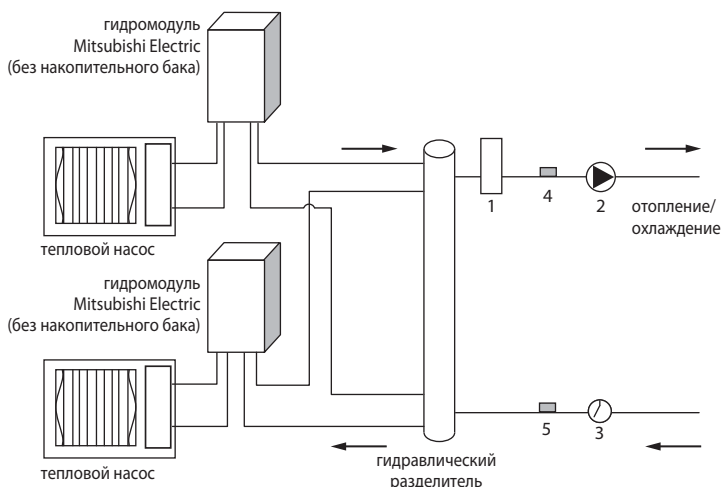 гидромодуль
Mitsubishi Electric
(без накопительного бака)
тепловой насос
1
4
2
отопление/
охлаждение
гидромодуль
Mitsubishi Electric
(без накопительного бака)
тепловой насос
5
3
гидравлический
разделитель